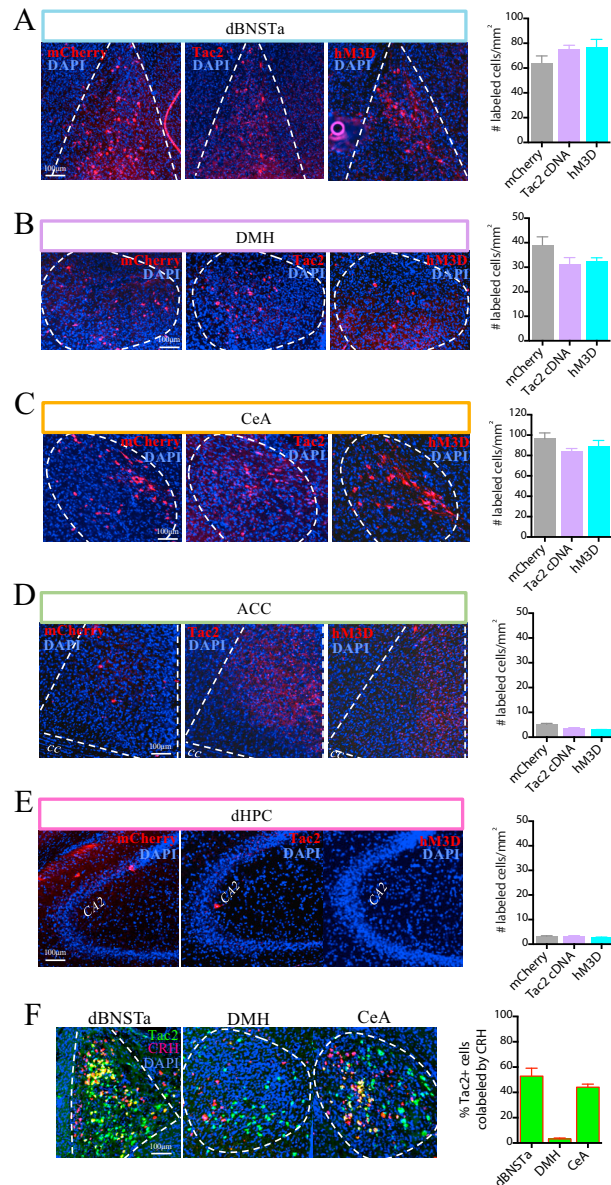 A
dBNSTa
mCherry
DAPI
100μm
Tac2
DAPI
hM3D
DAPI
# labeled cells/mm²
100
80
60
40
20
0
mCherry
Tac2 cDNA
hM3D
B
DMH
mCherry
DAPI
100μm
Tac2
DAPI
hM3D
DAPI
# labeled cells/mm²
50
40
30
20
10
0
mCherry
Tac2 cDNA
hM3D
C
CeA
mCherry
DAPI
100μm
Tac2
DAPI
hM3D
DAPI
# labeled cells/mm²
120
100
80
60
40
20
0
mCherry
Tac2 cDNA
hM3D
D
ACC
mCherry
DAPI
cc
100μm
Tac2
DAPI
cc
hM3D
DAPI
cc
# labeled cells/mm²
50
40
30
20
10
0
mCherry
Tac2 cDNA
hM3D
E
dHPC
mCherry
DAPI
CA2
100μm
Tac2
DAPI
CA2
hM3D
DAPI
CA2
# labeled cells/mm²
50
40
30
20
10
0
mCherry
Tac2 cDNA
hM3D
F
dBNSTa
DMH
CeA
Tac2
CRH
DAPI
100μm
% Tac2+ cells
colabeled by CRH
100
80
60
40
20
0
dBNSTa
DMH
CeA